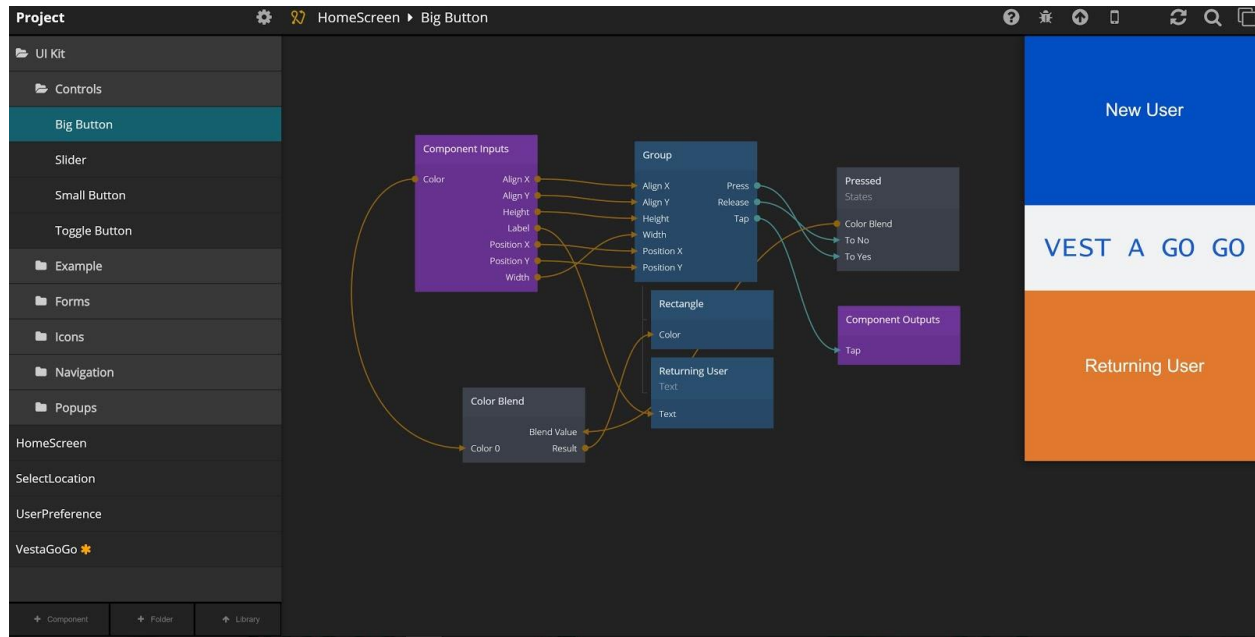 Project
HomeScreen ▸ Big Button
UI Kit
Controls
Big Button
Slider
Small Button
Toggle Button
Example
Forms
Icons
Navigation
Popups
HomeScreen
SelectLocation
UserPreference
VestaGoGo
+ Component
+ Folder
Library
Component Inputs
Color
Align X
Align Y
Height
Label
Position X
Position Y
Width
Group
Align X
Press
Align Y
Release
Height
Tap
Width
Position X
Position Y
Pressed
States
Color Blend
To No
To Yes
Rectangle
Color
Component Outputs
Tap
Returning User
Text
Text
Color Blend
Blend Value
Color 0
Result
New User
VEST A GO GO
Returning User